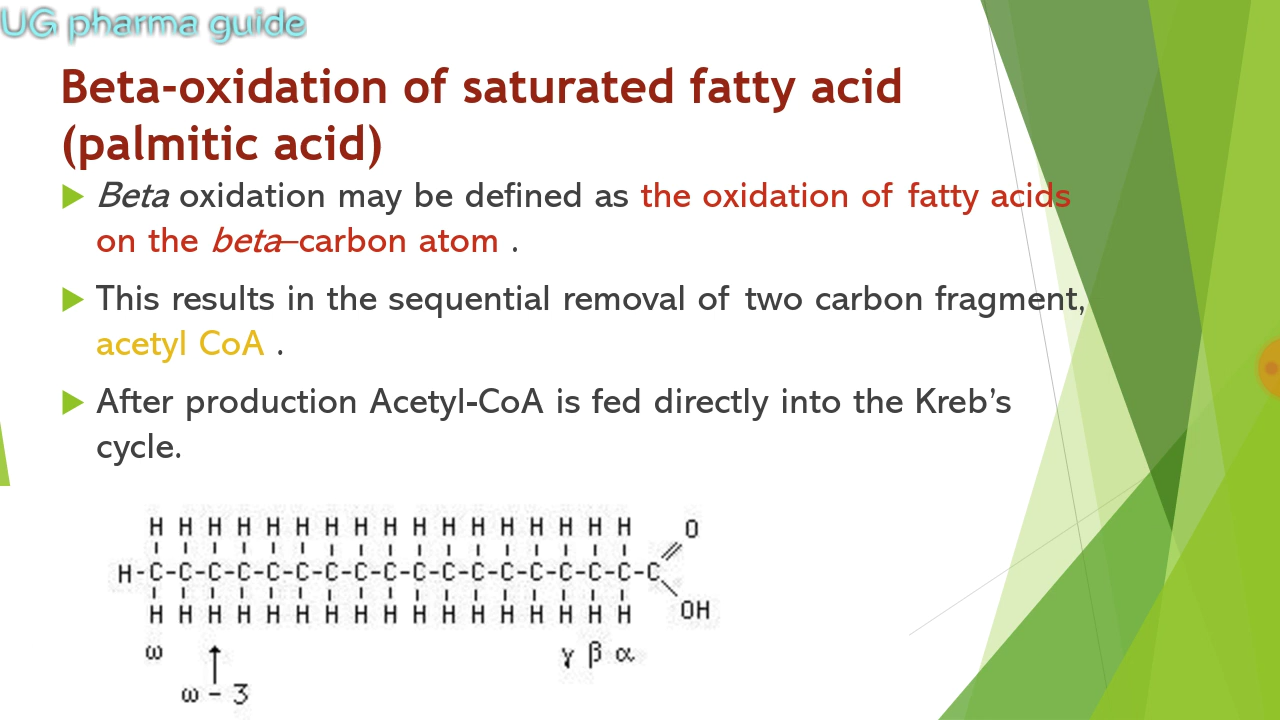 UG pharma guide
Beta-oxidation of saturated fatty acid
(palmitic acid)
Beta oxidation may be defined as the oxidation of fatty acids
on the beta–carbon atom .
This results in the sequential removal of two carbon fragment,
acetyl CoA .
After production Acetyl-CoA is fed directly into the Kreb’s
cycle.
H H H H H H H H H H H H H H H H H O
H-C-C-C-C-C-C-C-C-C-C-C-C-C-C-C-C-C-C
H H H H H H H H H H H H H H H H H OH
ω γ β α
ω - 3